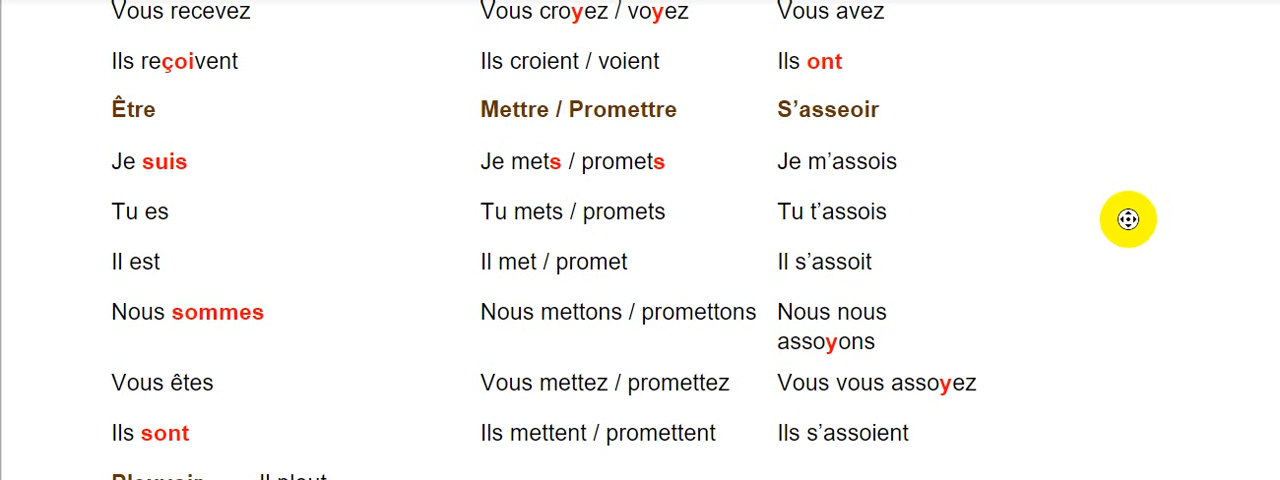 Vous recevez Vous croyez / voyez Vous avez
Ils reçoivent Ils croient / voient Ils ont
Être Mettre / Promettre S'asseoir
Je suis Je mets / promets Je m'assois
Tu es Tu mets / promets Tu t'assois
Il est Il met / promet Il s'assoit
Nous sommes Nous mettons / promettons Nous nous
assoyons
Vous êtes Vous mettez / promettez Vous vous assoyez
Ils sont Ils mettent / promettent Ils s'assoient
Pleuvoir Il pleut